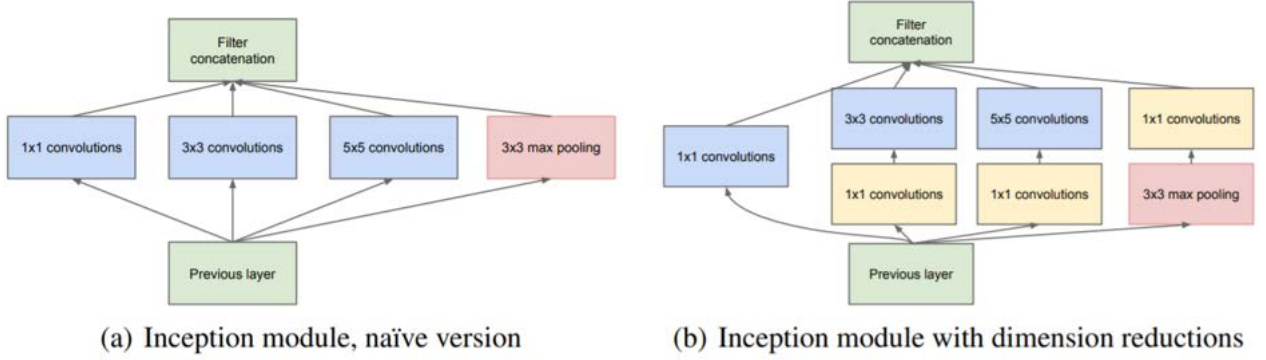 Filter
concatenation
1x1 convolutions
3x3 convolutions
5x5 convolutions
3x3 max pooling
Previous layer
(a) Inception module, naïve version
Filter
concatenation
3x3 convolutions
5x5 convolutions
1x1 convolutions
1x1 convolutions
1x1 convolutions
1x1 convolutions
3x3 max pooling
Previous layer
(b) Inception module with dimension reductions